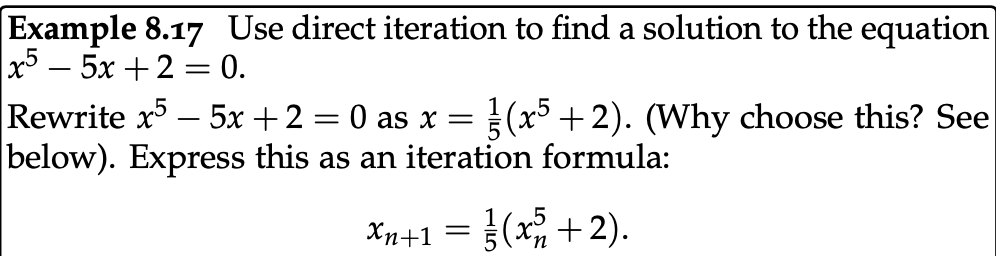 Example 8.17 Use direct iteration to find a solution to the equation
x⁵ − 5x + 2 = 0.
Rewrite x⁵ − 5x + 2 = 0 as x = ⅕(x⁵ + 2). (Why choose this? See
below). Express this as an iteration formula:
xₙ₊₁ = ⅕(xₙ⁵ + 2).